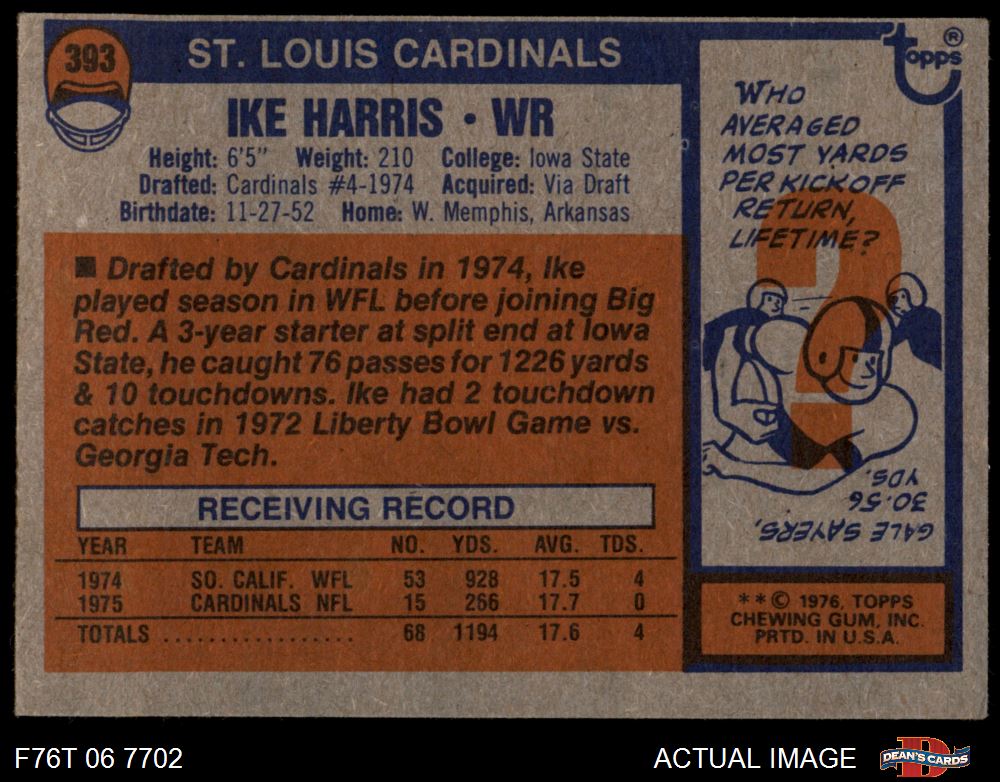 393
ST. LOUIS CARDINALS
IKE HARRIS • WR
Height: 6'5" Weight: 210 College: Iowa State
Drafted: Cardinals #4-1974 Acquired: Via Draft
Birthdate: 11-27-52 Home: W. Memphis, Arkansas
■ Drafted by Cardinals in 1974, Ike
played season in WFL before joining Big
Red. A 3-year starter at split end at Iowa
State, he caught 76 passes for 1226 yards
& 10 touchdowns. Ike had 2 touchdown
catches in 1972 Liberty Bowl Game vs.
Georgia Tech.
RECEIVING RECORD
YEAR TEAM NO. YDS. AVG. TDS.
1974 SO. CALIF. WFL 53 928 17.5 4
1975 CARDINALS NFL 15 266 17.7 0
TOTALS ................. 68 1194 17.6 4
Topps ®
WHO
AVERAGED
MOST YARDS
PER KICKOFF
RETURN,
LIFETIME?
GALE SAYERS,
30.56
YDS.
**© 1976, TOPPS
CHEWING GUM, INC.
PRTD. IN U.S.A.
F76T 06 7702
ACTUAL IMAGE
DEAN'S CARDS